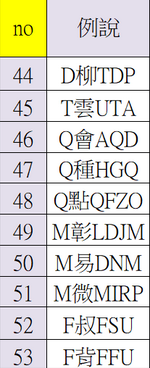 no 例說
44 D柳TDP
45 T雲UTA
46 Q會AQD
47 Q種HGQ
48 Q點QFZO
49 M彰LDJM
50 M易DNM
51 M微MIRP
52 F叔FSU
53 F背FFU